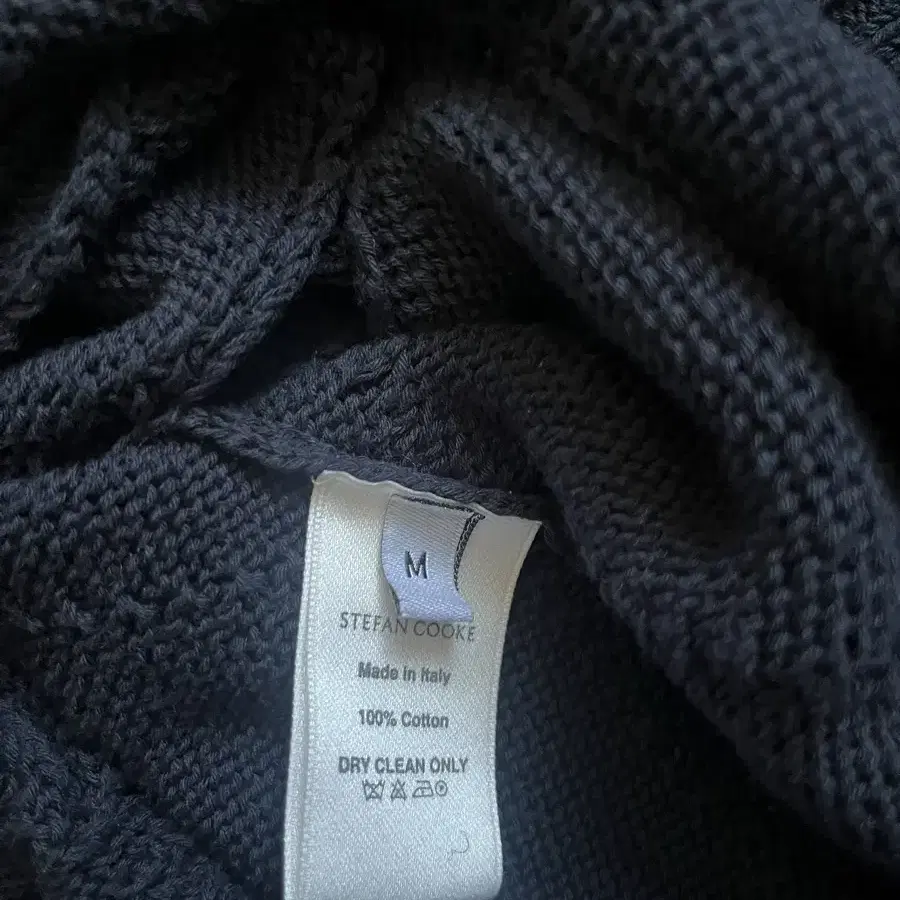 M
STEFAN COOKE
Made in Italy
100% Cotton
DRY CLEAN ONLY